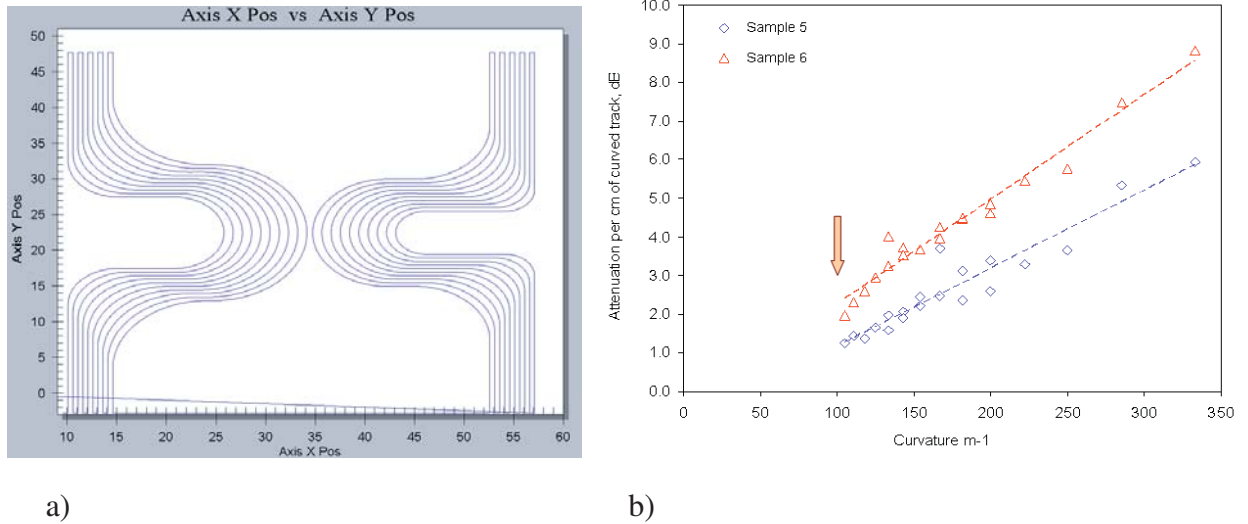 Axis X Pos vs Axis Y Pos
50
45
40
35
30
25
20
15
10
5
0
Axis Y Pos
10 15 20 25 30 35 40 45 50 55 60
Axis X Pos
a)
10.0
9.0
8.0
7.0
6.0
5.0
4.0
3.0
2.0
1.0
0.0
Attenuation per cm of curved track, dB
Sample 5
Sample 6
0 50 100 150 200 250 300 350
Curvature m-1
b)